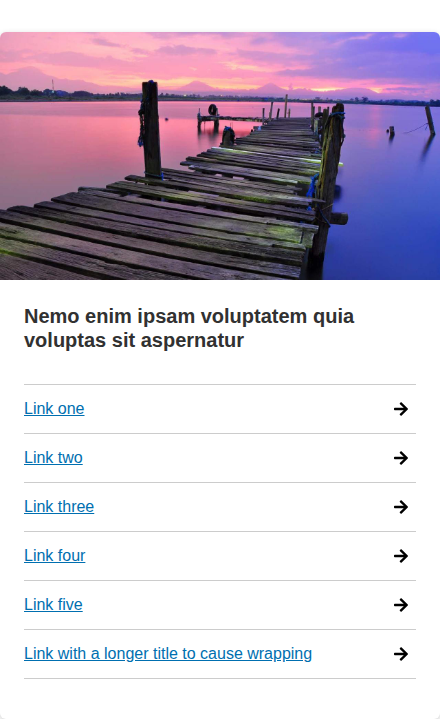 Nemo enim ipsam voluptatem quia
voluptas sit aspernatur
Link one
Link two
Link three
Link four
Link five
Link with a longer title to cause wrapping